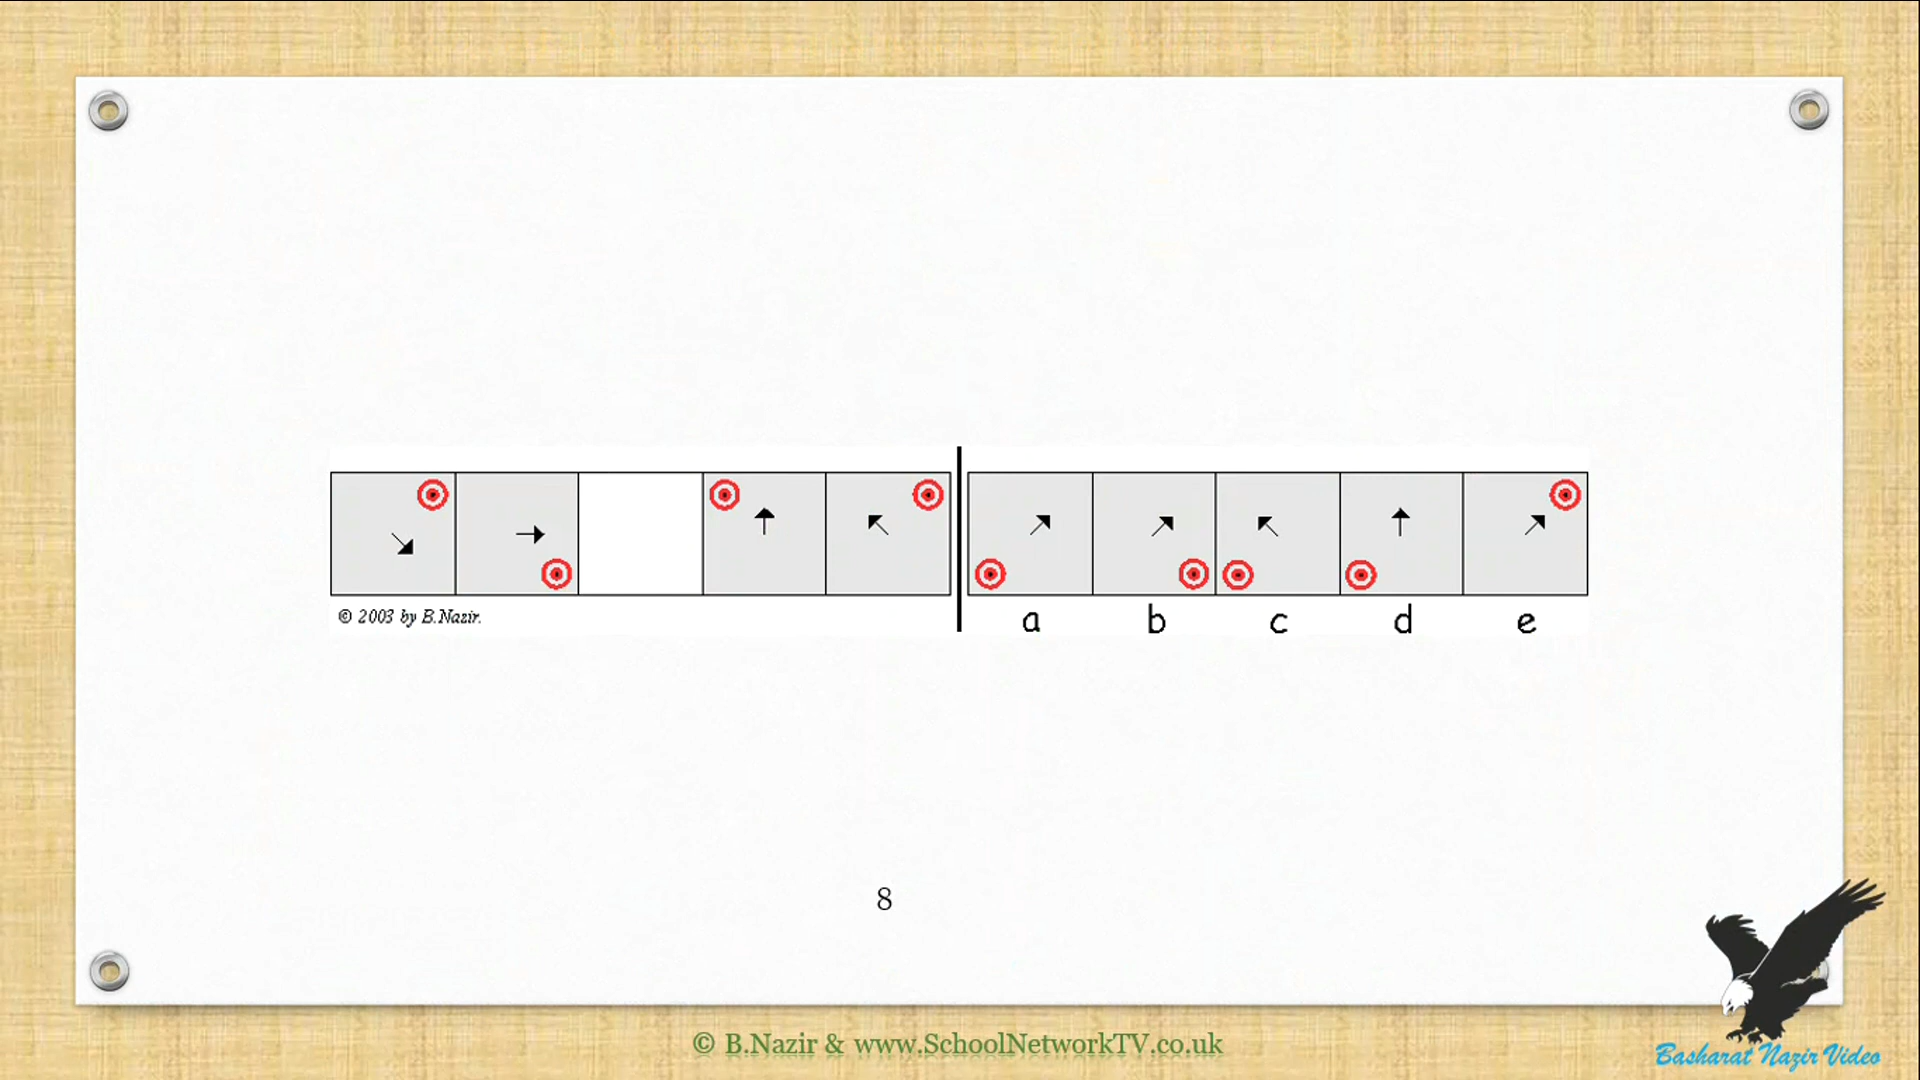 © 2003 by B.Nazir.
a b c d e
8
© B.Nazir & www.SchoolNetworkTV.co.uk
Basharat Nazir Video